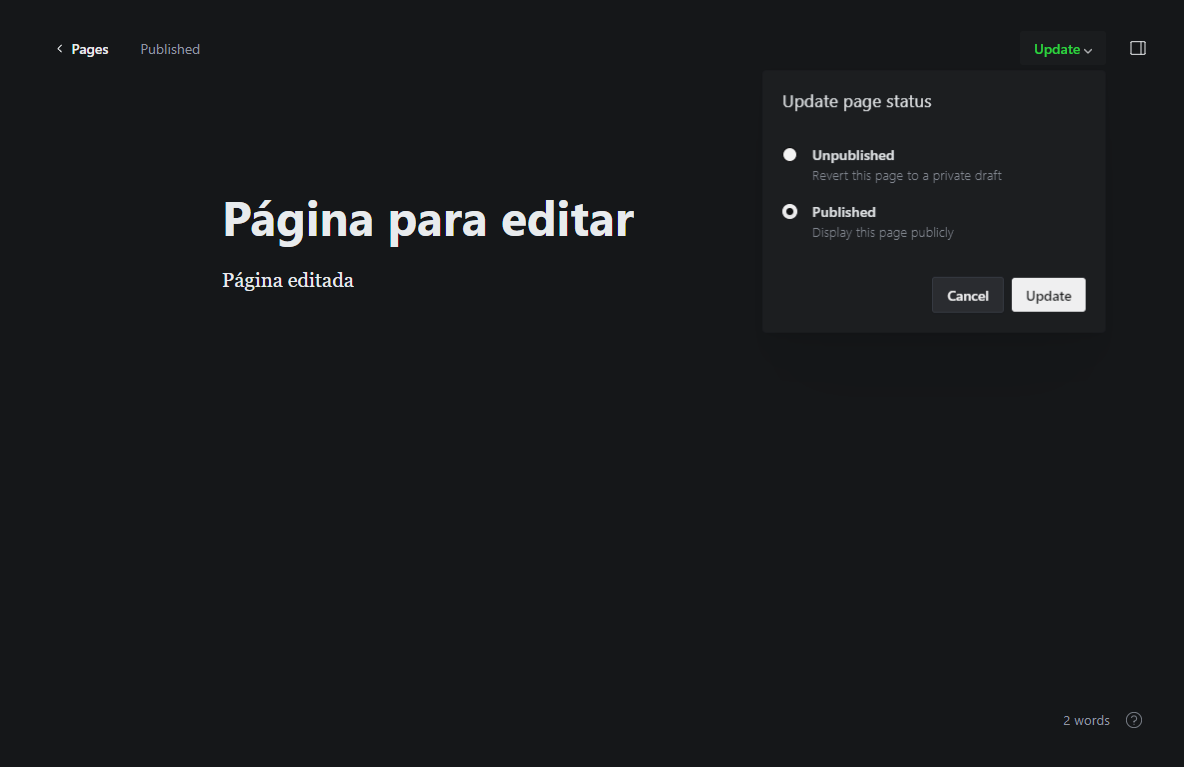 Pages
Published
Update
Update page status
Unpublished
Revert this page to a private draft
Published
Display this page publicly
Cancel
Update
Página para editar
Página editada
2 words
?